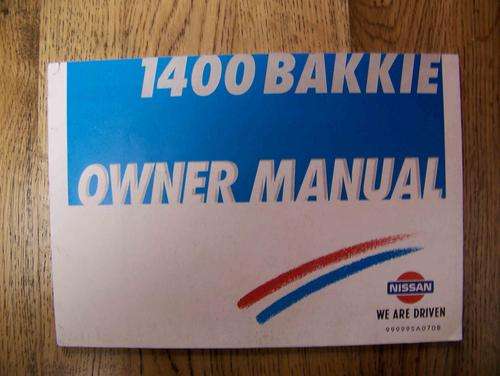 1400 BAKKIE
OWNER MANUAL
NISSAN
WE ARE DRIVEN
99999SA070B